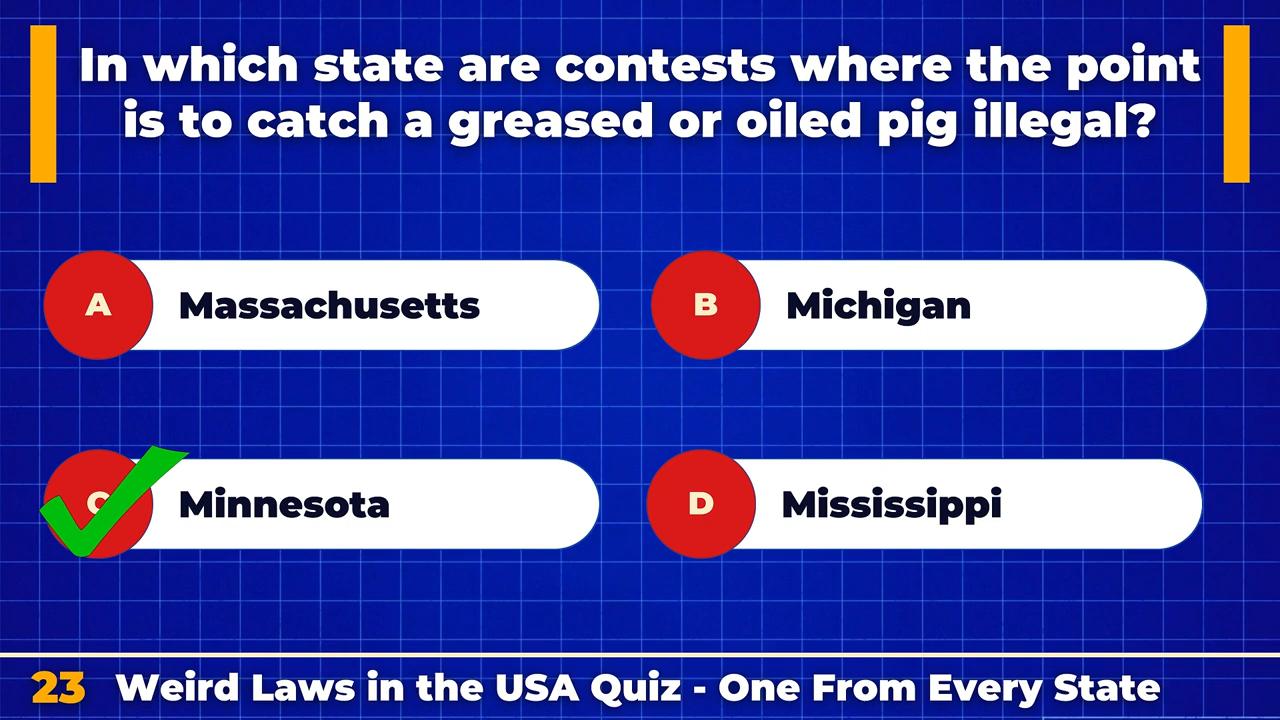 In which state are contests where the point
is to catch a greased or oiled pig illegal?
A Massachusetts
B Michigan
C Minnesota
D Mississippi
23 Weird Laws in the USA Quiz - One From Every State